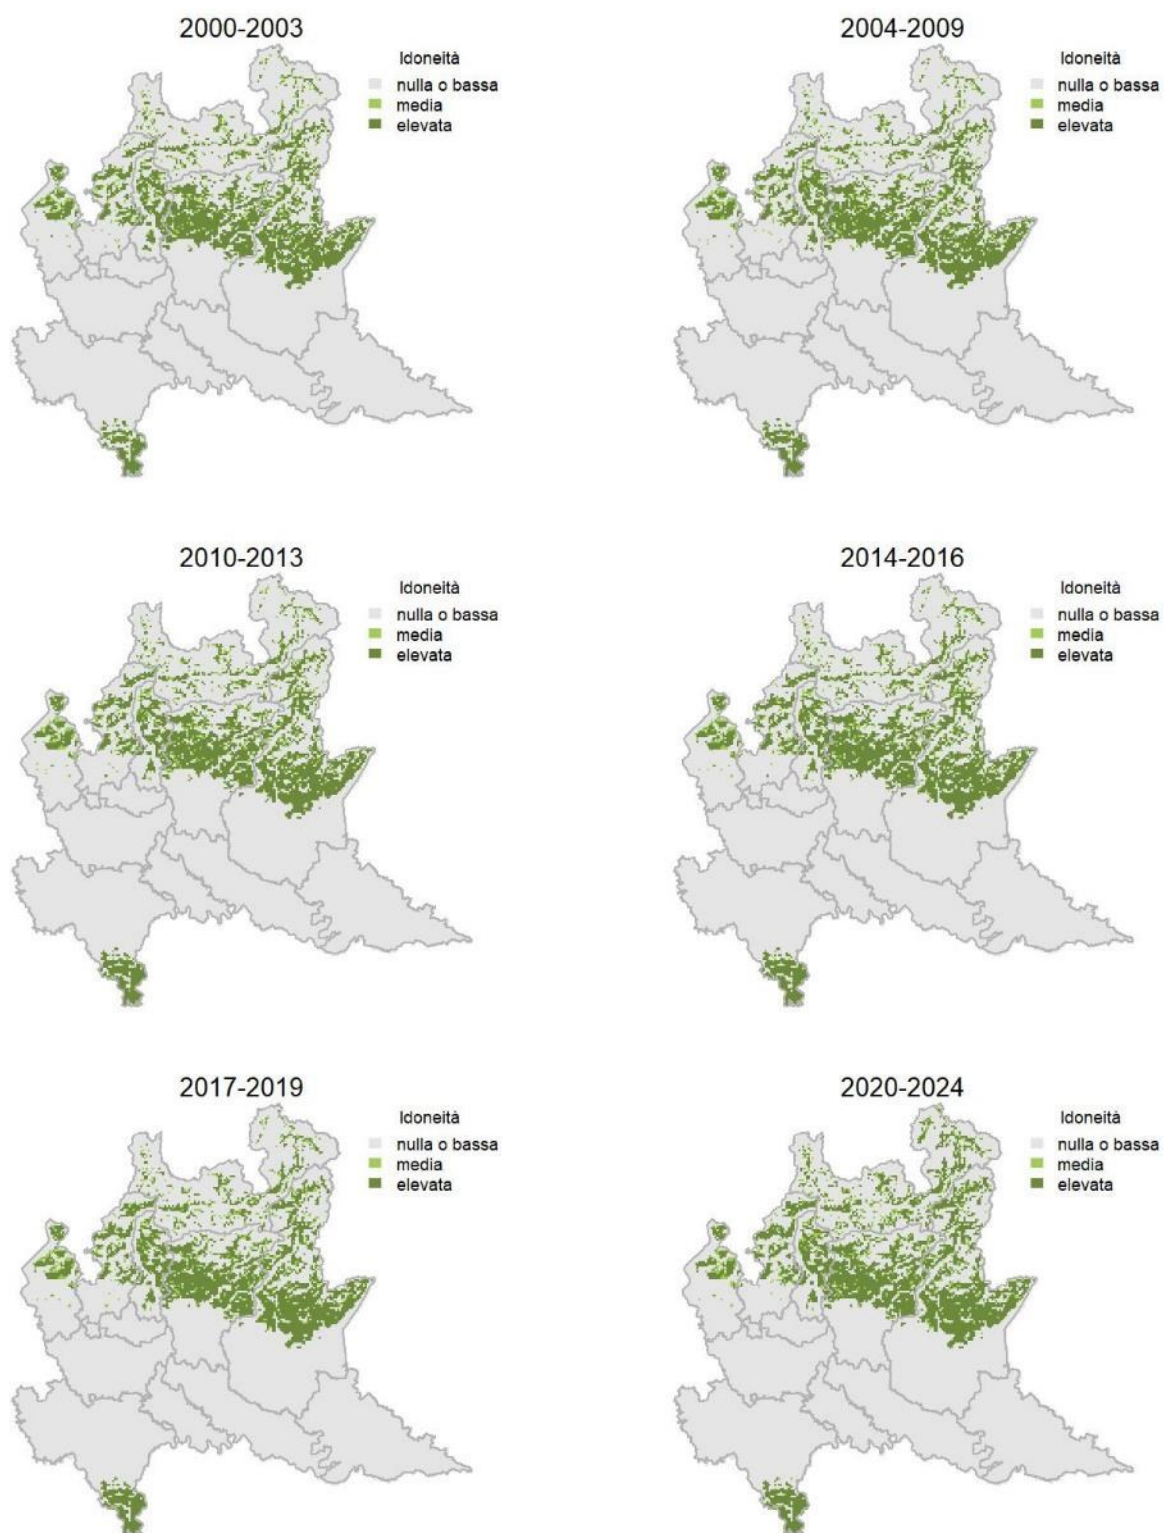 2000-2003
Idoneità
nulla o bassa
media
elevata
2004-2009
Idoneità
nulla o bassa
media
elevata
2010-2013
Idoneità
nulla o bassa
media
elevata
2014-2016
Idoneità
nulla o bassa
media
elevata
2017-2019
Idoneità
nulla o bassa
media
elevata
2020-2024
Idoneità
nulla o bassa
media
elevata